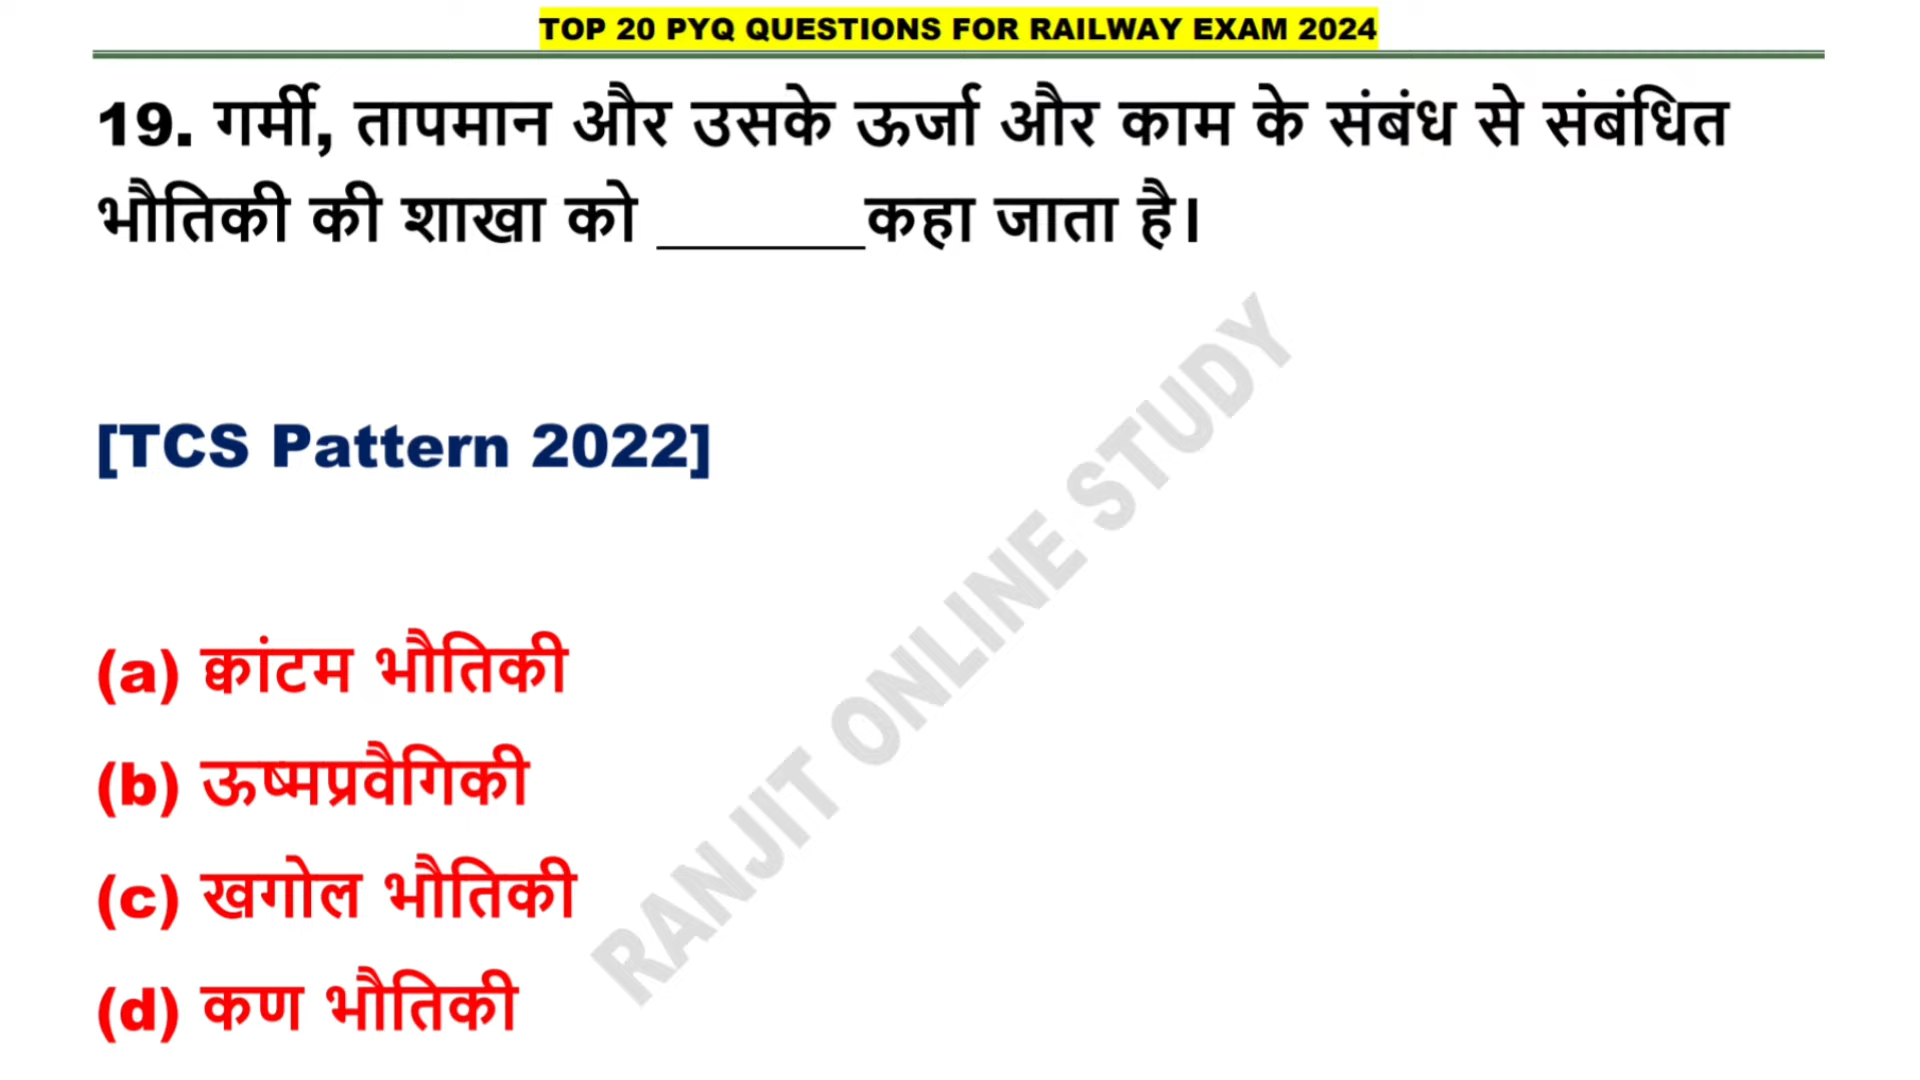 TOP 20 PYQ QUESTIONS FOR RAILWAY EXAM 2024
19. गर्मी, तापमान और उसके ऊर्जा और काम के संबंध से संबंधित
भौतिकी की शाखा को ______कहा जाता है।
[TCS Pattern 2022]
(a) क्वांटम भौतिकी
(b) ऊष्मप्रवैगिकी
(c) खगोल भौतिकी
(d) कण भौतिकी
RANJIT ONLINE STUDY